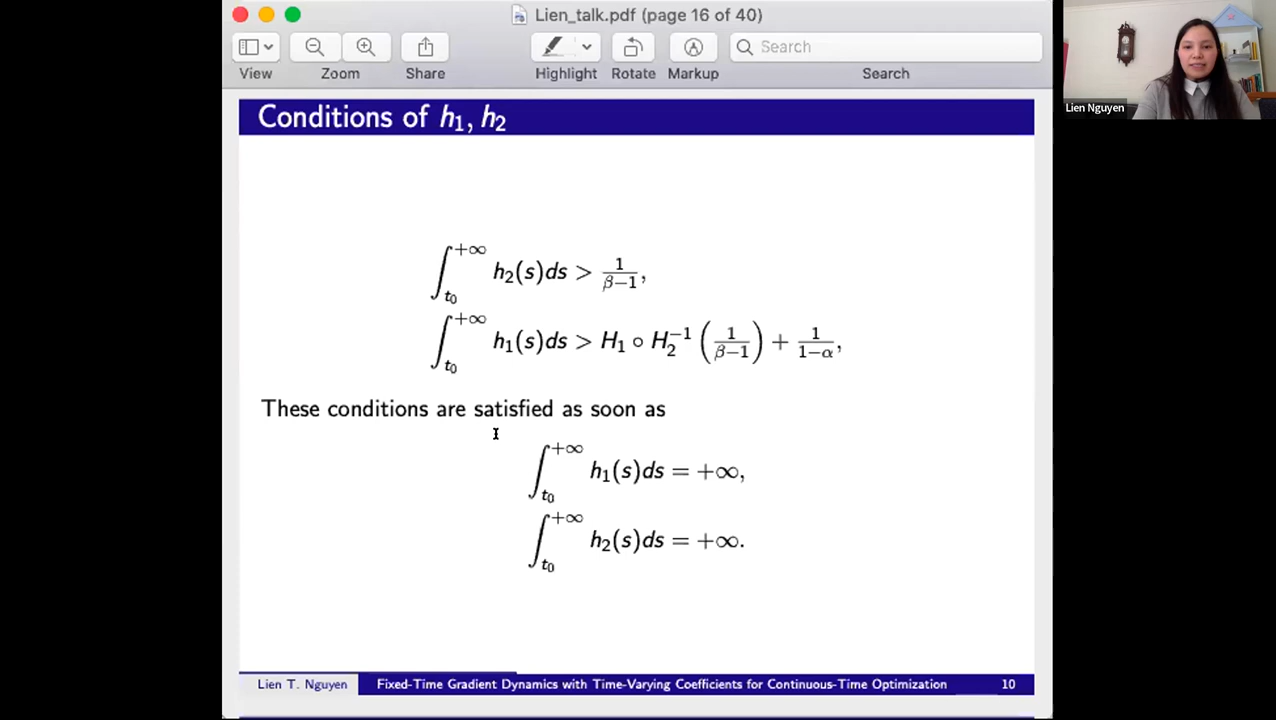 Lien_talk.pdf (page 16 of 40)
Search
View Zoom Share Highlight Rotate Markup Search
Lien Nguyen
Conditions of h₁, h₂
∫_{t₀}^{+∞} h₂(s)ds > 1/(β−1),
∫_{t₀}^{+∞} h₁(s)ds > H₁ ∘ H₂⁻¹ (1/(β−1)) + 1/(1−α),
These conditions are satisfied as soon as
∫_{t₀}^{+∞} h₁(s)ds = +∞,
∫_{t₀}^{+∞} h₂(s)ds = +∞.
Lien T. Nguyen Fixed-Time Gradient Dynamics with Time-Varying Coefficients for Continuous-Time Optimization 10